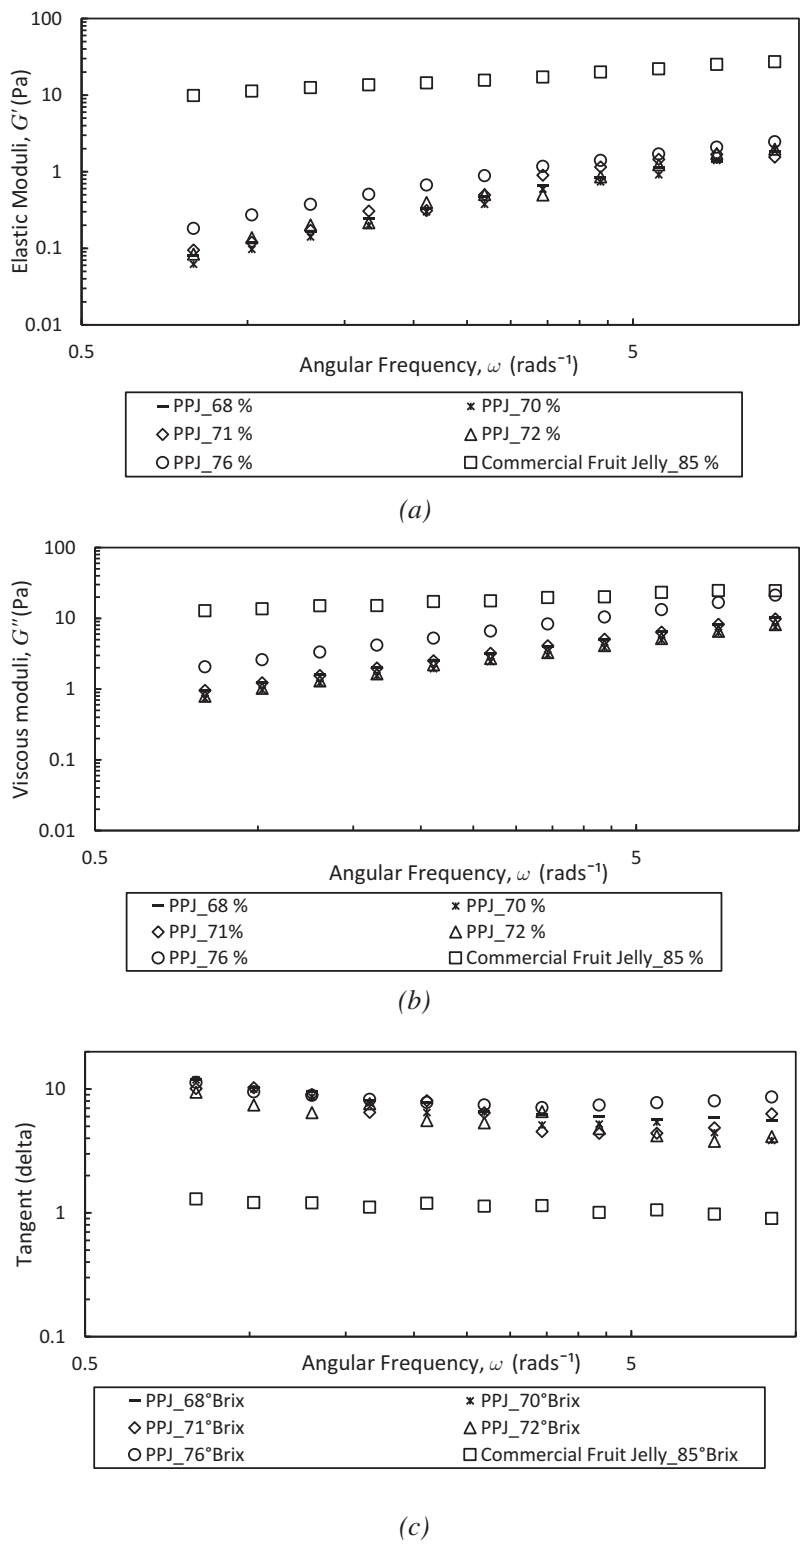 100
10
1
0.1
0.01
Elastic Moduli, G′(Pa)
0.5
5
Angular Frequency, ω (rads⁻¹)
PPJ_68 %
PPJ_70 %
PPJ_71 %
PPJ_72 %
PPJ_76 %
Commercial Fruit Jelly_85 %
(a)
100
10
1
0.1
0.01
Viscous moduli, G″(Pa)
0.5
5
Angular Frequency, ω (rads⁻¹)
PPJ_68 %
PPJ_70 %
PPJ_71%
PPJ_72 %
PPJ_76 %
Commercial Fruit Jelly_85 %
(b)
10
1
0.1
Tangent (delta)
0.5
5
Angular Frequency, ω (rads⁻¹)
PPJ_68°Brix
PPJ_70°Brix
PPJ_71°Brix
PPJ_72°Brix
PPJ_76°Brix
Commercial Fruit Jelly_85°Brix
(c)